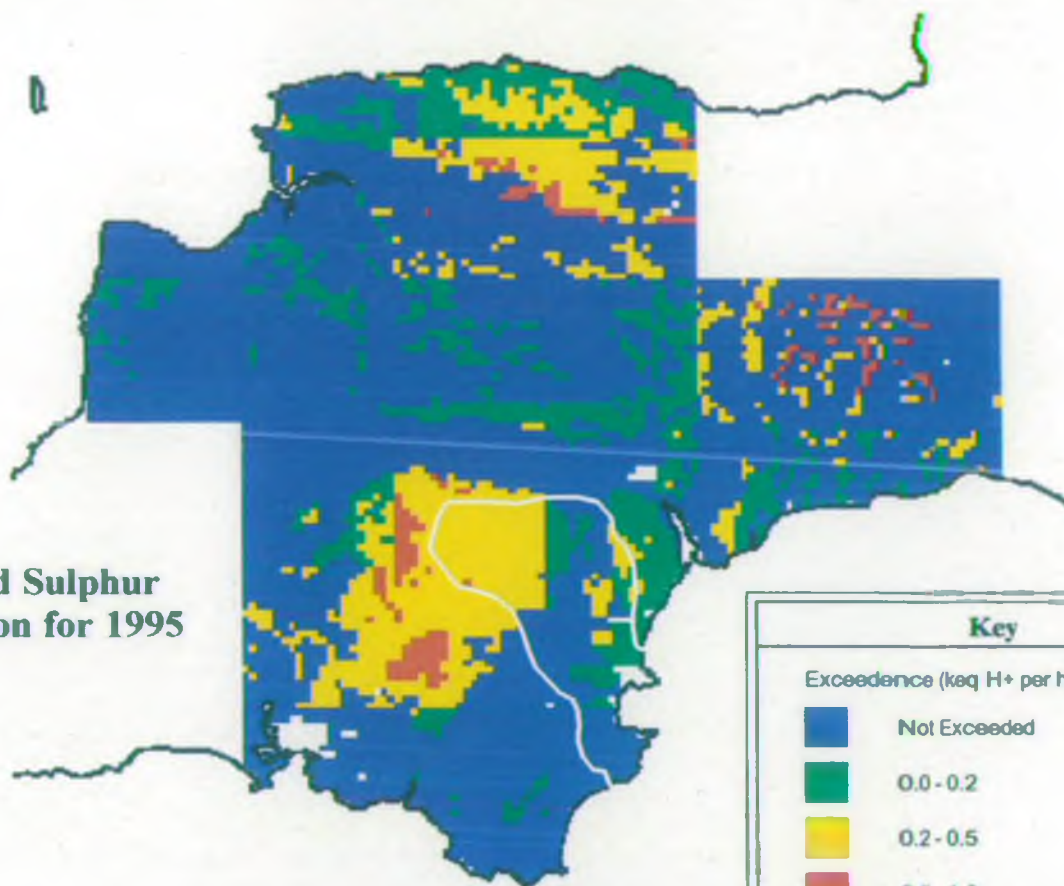 Sulphur
on for 1995
Key
Exceedence (keq H+ per h
Not Exceeded
0.0 - 0.2
0.2 - 0.5